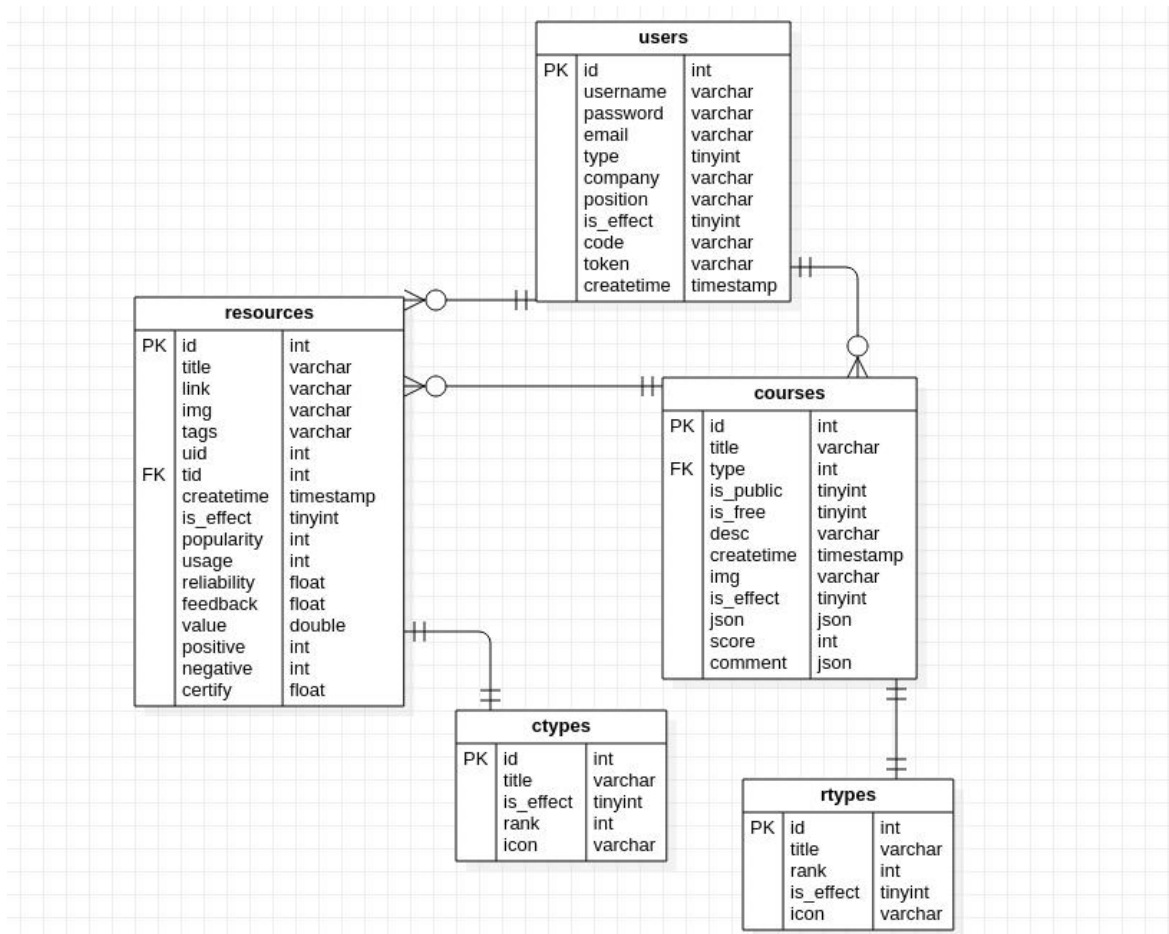 users
PK id int
username varchar
password varchar
email varchar
type tinyint
company varchar
position varchar
is_effect tinyint
code varchar
token varchar
createtime timestamp
resources
PK id int
title varchar
link varchar
img varchar
tags varchar
uid int
FK tid int
createtime timestamp
is_effect tinyint
popularity int
usage int
reliability float
feedback float
value double
positive int
negative int
certify float
courses
PK id int
title varchar
FK type int
is_public tinyint
is_free tinyint
desc varchar
createtime timestamp
img varchar
is_effect tinyint
json json
score int
comment json
ctypes
PK id int
title varchar
is_effect tinyint
rank int
icon varchar
rtypes
PK id int
title varchar
rank int
is_effect tinyint
icon varchar